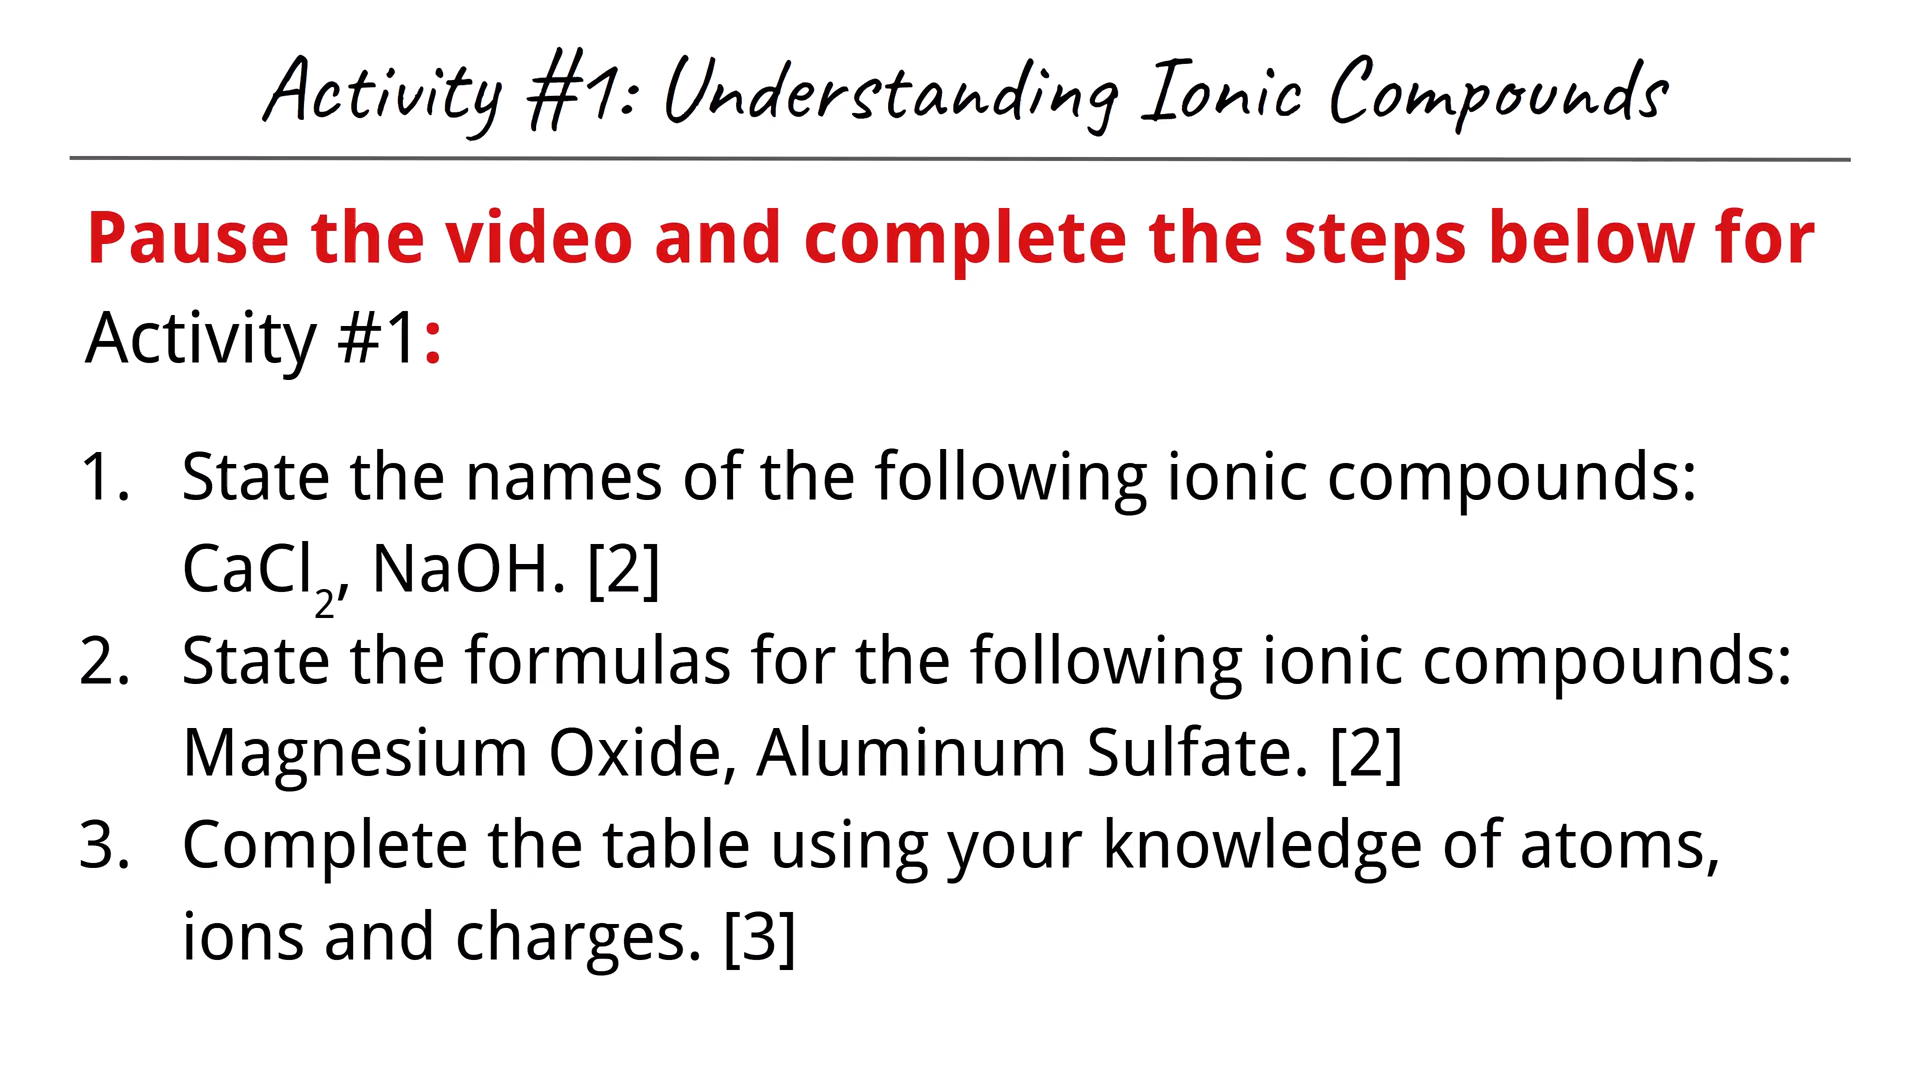 Activity #1: Understanding Ionic Compounds
Pause the video and complete the steps below for
Activity #1:
1. State the names of the following ionic compounds:
CaCl₂, NaOH. [2]
2. State the formulas for the following ionic compounds:
Magnesium Oxide, Aluminum Sulfate. [2]
3. Complete the table using your knowledge of atoms,
ions and charges. [3]